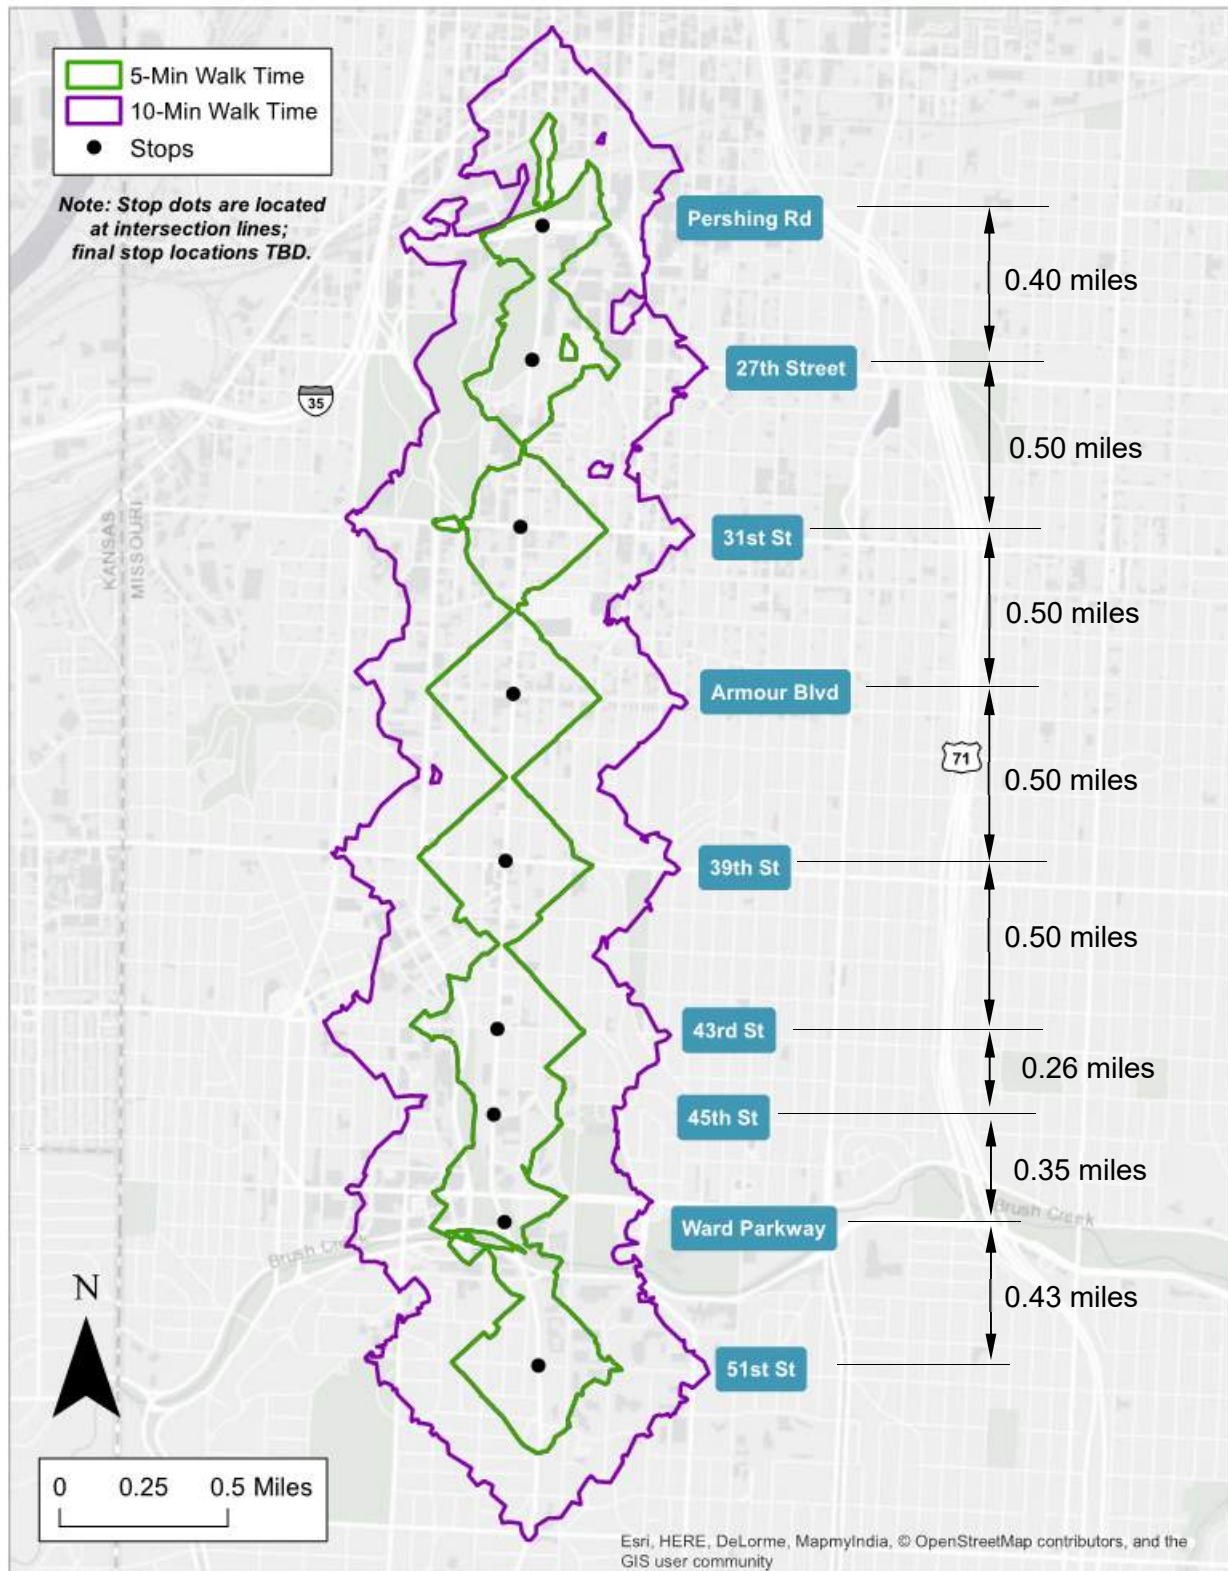 5-Min Walk Time
10-Min Walk Time
Stops
Note: Stop dots are located
at intersection lines;
final stop locations TBD.
Pershing Rd
0.40 miles
27th Street
35
0.50 miles
31st St
KANSAS
MISSOURI
0.50 miles
Armour Blvd
71
0.50 miles
39th St
0.50 miles
43rd St
0.26 miles
45th St
0.35 miles
Brush Creek
Ward Parkway
Brush Creek
N
0.43 miles
51st St
0 0.25 0.5 Miles
Esri, HERE, DeLorme, MapmyIndia, © OpenStreetMap contributors, and the
GIS user community